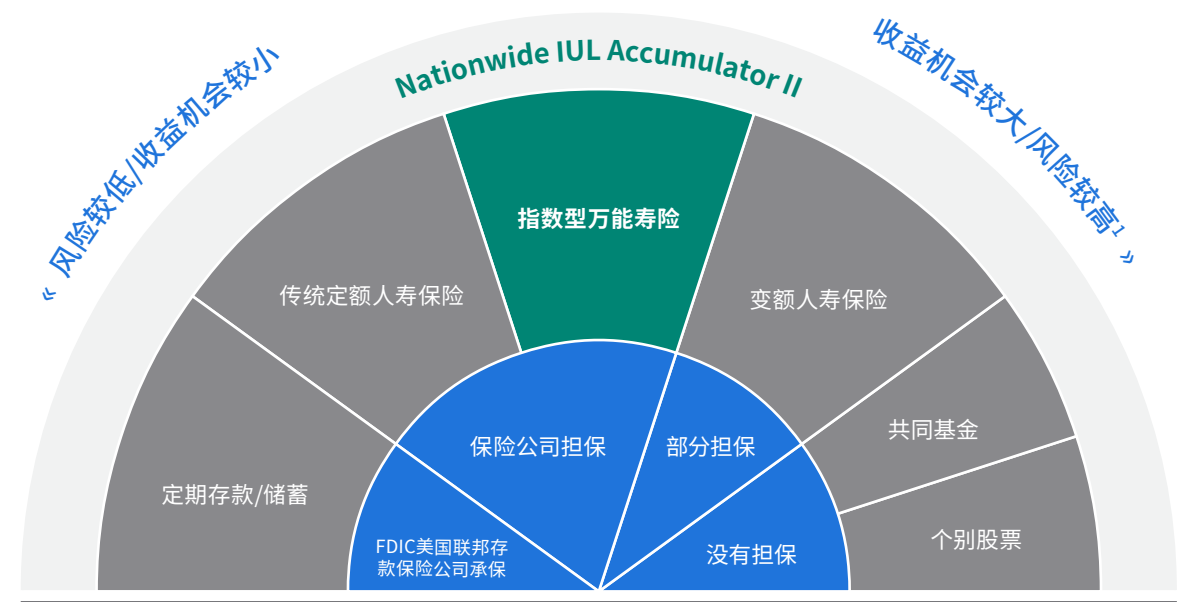 Nationwide IUL Accumulator II
« 风险较低/收益机会较小
收益机会较大/风险较高¹ »
指数型万能寿险
传统定额人寿保险
变额人寿保险
定期存款/储蓄
共同基金
个别股票
保险公司担保
部分担保
FDIC美国联邦存
款保险公司承保
没有担保